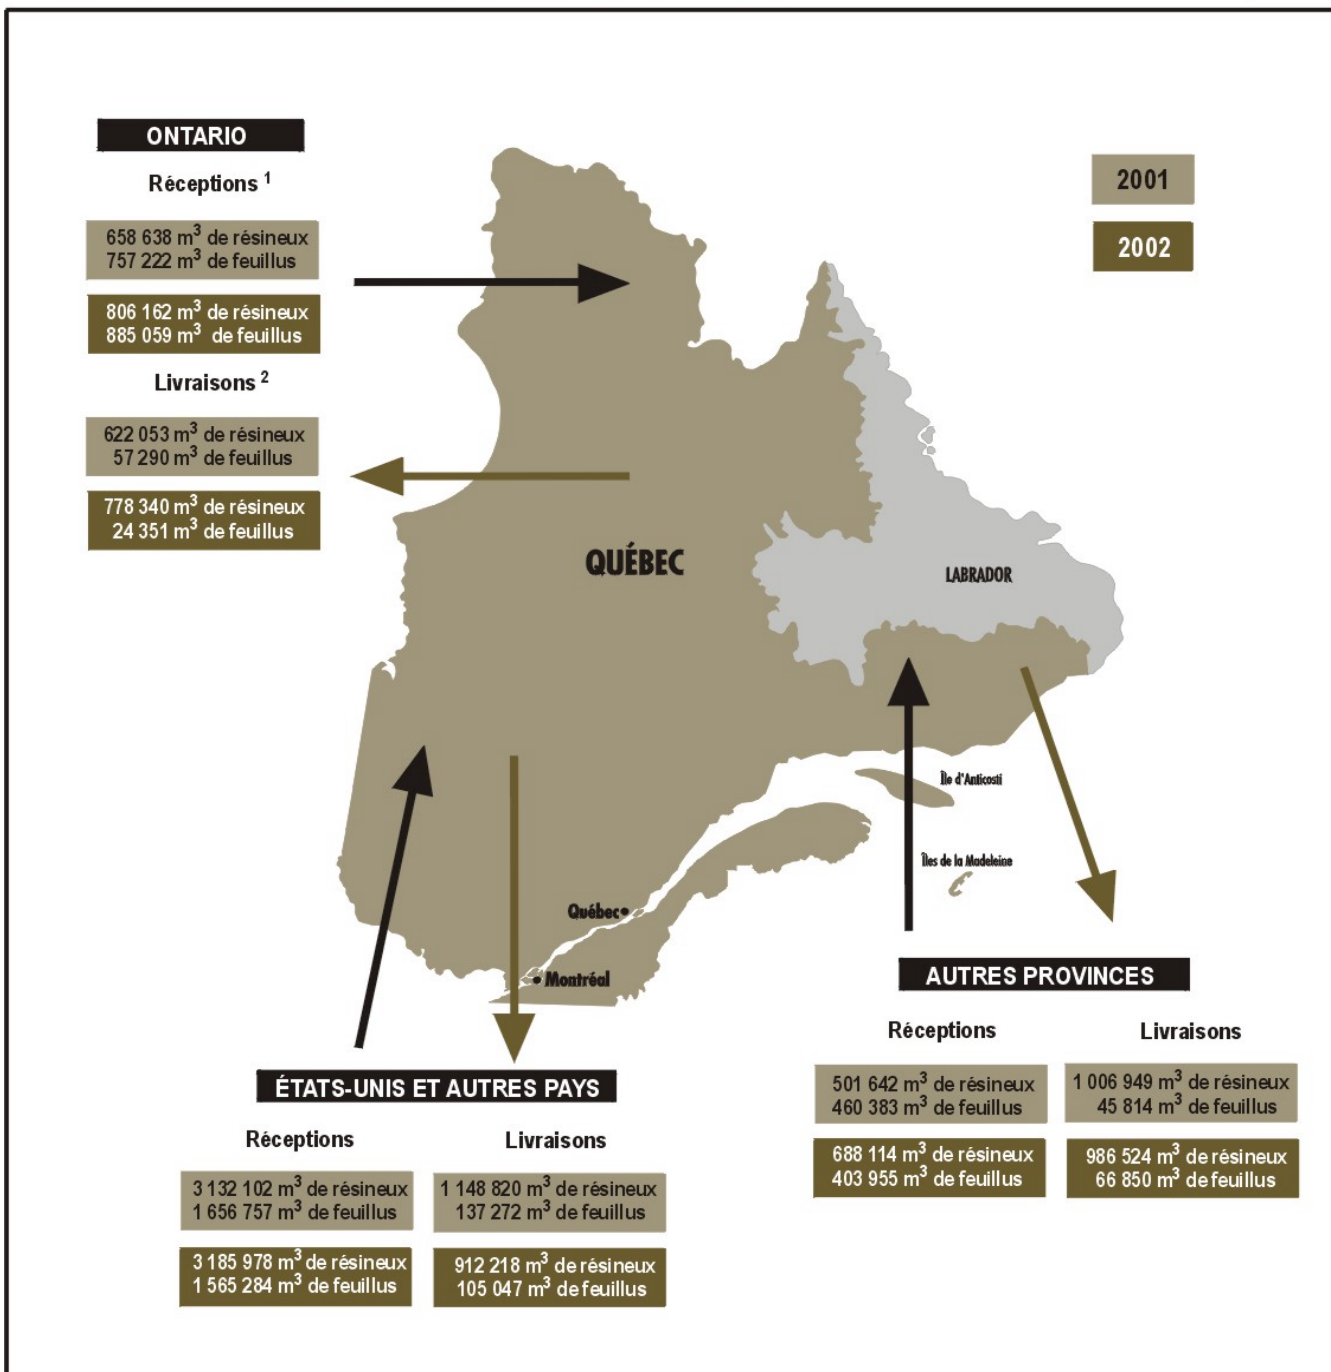 ONTARIO
Réceptions ¹
658 638 m³ de résineux
757 222 m³ de feuillus
806 162 m³ de résineux
885 059 m³ de feuillus
Livraisons ²
622 053 m³ de résineux
57 290 m³ de feuillus
778 340 m³ de résineux
24 351 m³ de feuillus
2001
2002
QUÉBEC
LABRADOR
Île d'Anticosti
Îles de la Madeleine
Québec
Montréal
ÉTATS-UNIS ET AUTRES PAYS
Réceptions
3 132 102 m³ de résineux
1 656 757 m³ de feuillus
3 185 978 m³ de résineux
1 565 284 m³ de feuillus
Livraisons
1 148 820 m³ de résineux
137 272 m³ de feuillus
912 218 m³ de résineux
105 047 m³ de feuillus
AUTRES PROVINCES
Réceptions
501 642 m³ de résineux
460 383 m³ de feuillus
688 114 m³ de résineux
403 955 m³ de feuillus
Livraisons
1 006 949 m³ de résineux
45 814 m³ de feuillus
986 524 m³ de résineux
66 850 m³ de feuillus